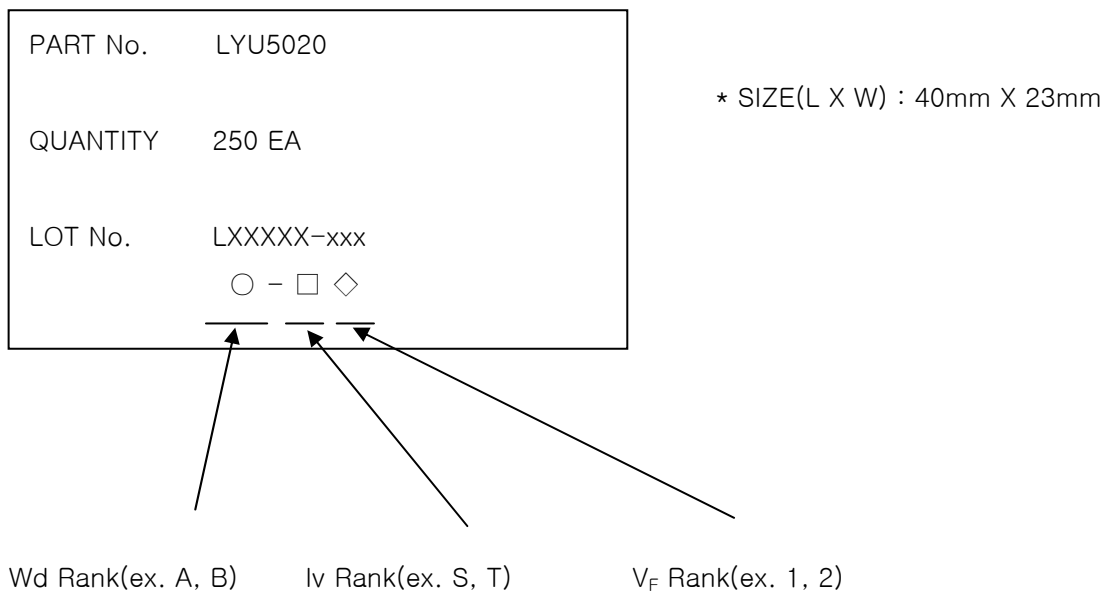 PART No. LYU5020
* SIZE(L X W) : 40mm X 23mm
QUANTITY 250 EA
LOT No. LXXXXX-xxx
○ - □ ◇
Wd Rank(ex. A, B) Iv Rank(ex. S, T) VF Rank(ex. 1, 2)